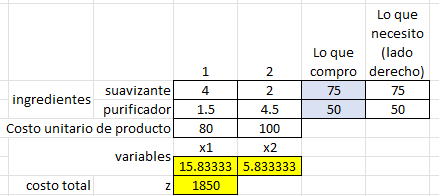 Lo que
necesito
Lo que (lado
1 2 compro derecho)
ingredientes suavizante 4 2 75 75
purificador 1.5 4.5 50 50
Costo unitario de producto 80 100
variables x1 x2
15.83333 5.833333
costo total z 1850